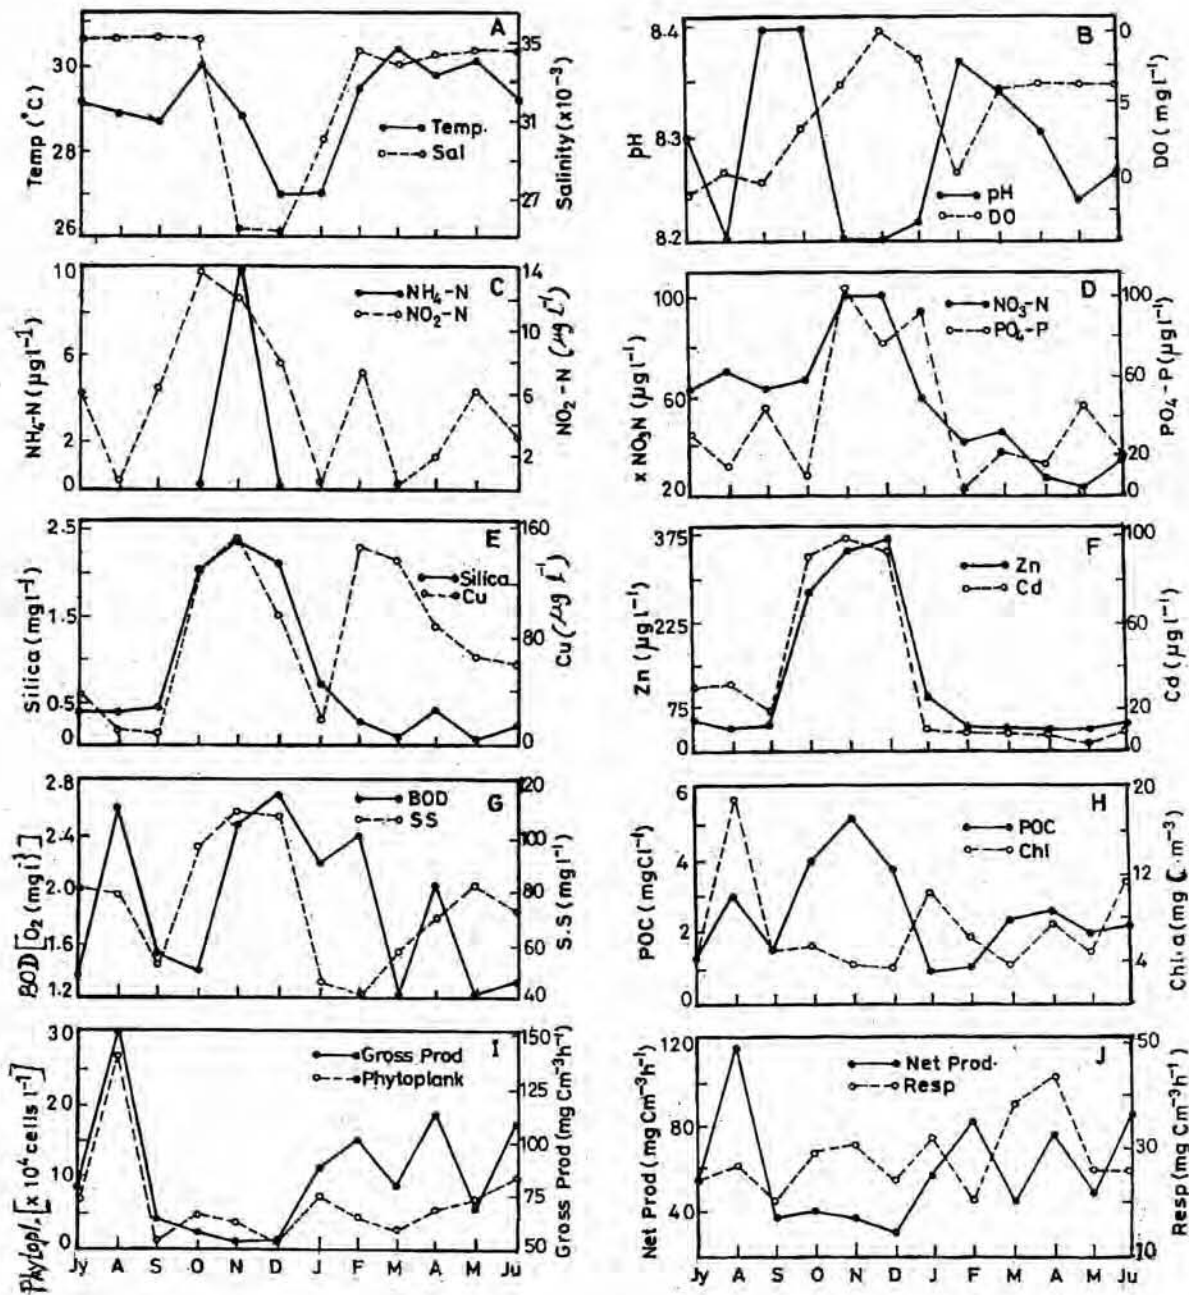 A
Temp (°C)
30
28
26
35
31
27
Salinity (x10⁻³)
Temp.
Sal
B
pH
8·4
8·3
8·2
0
5
0
DO (mg l⁻¹)
pH
DO
C
NH₄-N (µg l⁻¹)
10
6
2
0
14
10
6
2
NO₂-N (µg L⁻¹)
NH₄-N
NO₂-N
D
x NO₃N (µg l⁻¹)
100
60
20
100
60
20
0
PO₄-P (µg l⁻¹)
NO₃-N
PO₄-P
E
Silica (mg l⁻¹)
2.5
1.5
0.5
0
160
80
0
Cu (µg L⁻¹)
Silica
Cu
F
Zn (µg l⁻¹)
375
225
75
0
100
60
20
0
Cd (µg l⁻¹)
Zn
Cd
G
BOD [O₂ (mg l)]
2.8
2.4
2.0
1.6
1.2
120
100
80
60
40
S.S (mg l⁻¹)
BOD
SS
H
POC (mg Cl⁻¹)
6
4
2
0
20
12
4
Chl·a (mg C·m⁻³)
POC
Chl
I
Phytopl. [x 10⁴ cells l⁻¹]
30
20
10
0
150
125
100
75
50
Gross Prod (mg Cm⁻³h⁻¹)
Gross Prod
Phytoplank
Jy A S O N D J F M A M Ju
J
Net Prod (mg Cm⁻³h⁻¹)
120
80
40
50
30
10
Resp (mg Cm⁻³h⁻¹)
Net Prod.
Resp
Jy A S O N D J F M A M Ju